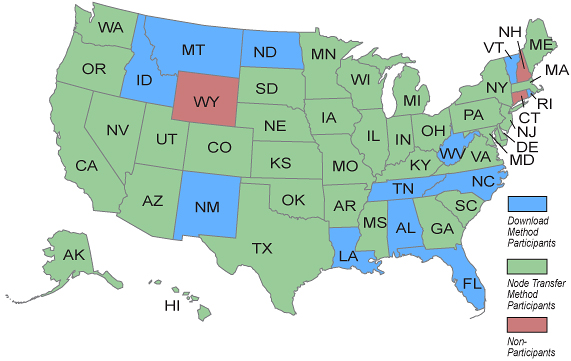 WA
OR
CA
ID
NV
MT
WY
UT
AZ
CO
NM
ND
SD
NE
KS
OK
TX
MN
IA
MO
AR
LA
WI
IL
MS
MI
IN
KY
TN
AL
OH
WV
GA
FL
SC
NC
VA
PA
NY
VT
NH
ME
MA
RI
CT
NJ
DE
MD
AK
HI
Download
Method
Participants
Node Transfer
Method
Participants
Non-
Participants